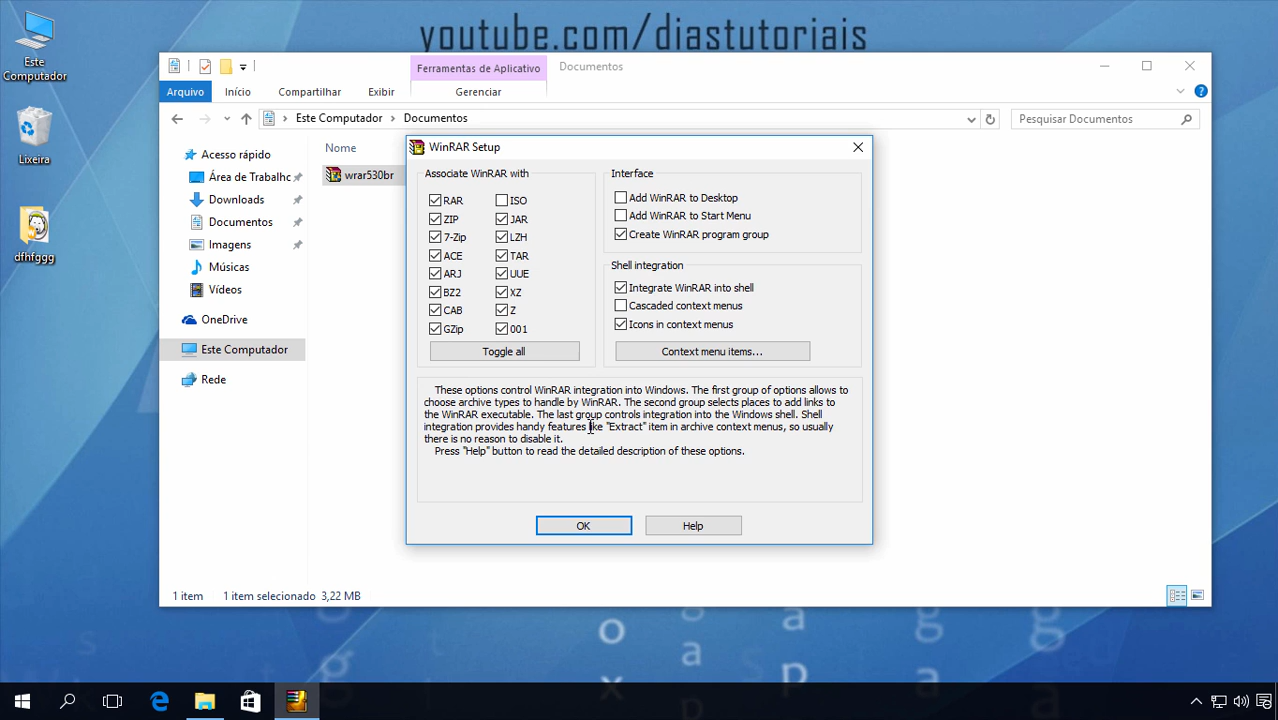 youtube.com/diastutoriais
Este
Computador
Lixeira
dfhfggg
Ferramentas de Aplicativo
Documentos
Arquivo
Início
Compartilhar
Exibir
Gerenciar
Este Computador
Documentos
Pesquisar Documentos
Acesso rápido
Área de Trabalhc
Downloads
Documentos
Imagens
Músicas
Vídeos
OneDrive
Este Computador
Rede
Nome
wrar530br
WinRAR Setup
Associate WinRAR with
RAR
ISO
ZIP
JAR
7-Zip
LZH
ACE
TAR
ARJ
UUE
BZ2
XZ
CAB
Z
GZip
001
Toggle all
Interface
Add WinRAR to Desktop
Add WinRAR to Start Menu
Create WinRAR program group
Shell integration
Integrate WinRAR into shell
Cascaded context menus
Icons in context menus
Context menu items...
These options control WinRAR integration into Windows. The first group of options allows to
choose archive types to handle by WinRAR. The second group selects places to add links to
the WinRAR executable. The last group controls integration into the Windows shell. Shell
integration provides handy features like "Extract" item in archive context menus, so usually
there is no reason to disable it.
Press "Help" button to read the detailed description of these options.
OK
Help
1 item
1 item selecionado 3,22 MB